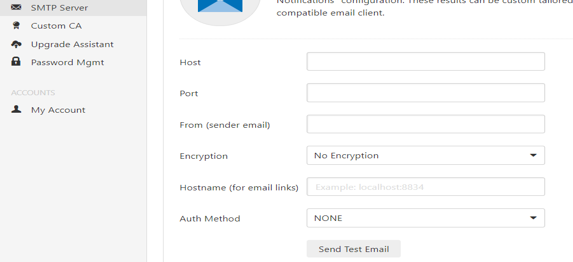 SMTP Server
Custom CA
Upgrade Assistant
Password Mgmt
ACCOUNTS
My Account
Notifications" configuration. These results can be custom tailored
compatible email client.
Host
Port
From (sender email)
Encryption
No Encryption
Hostname (for email links)
Example: localhost:8834
Auth Method
NONE
Send Test Email